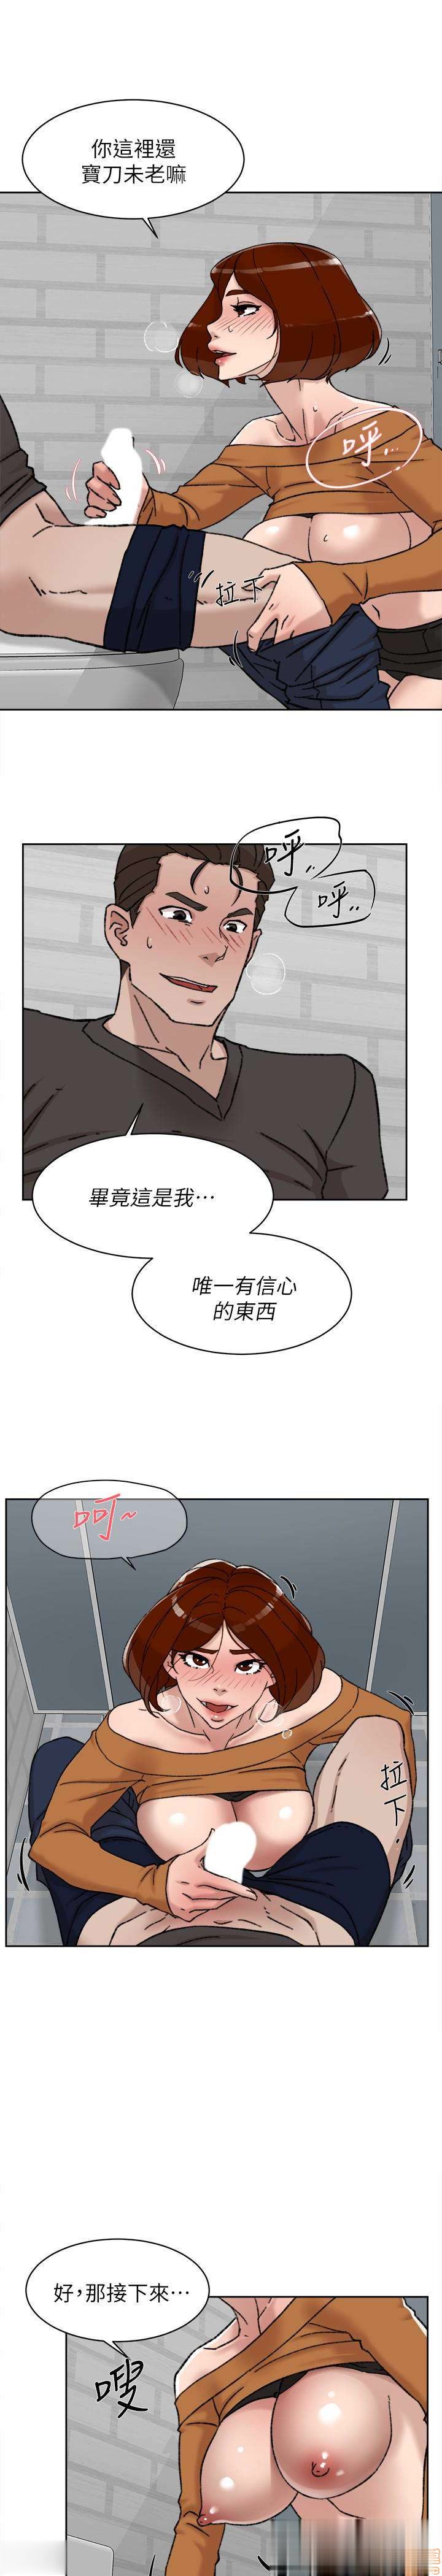 你這裡還
寶刀未老嘛
呼…
拉下
呼‥
呼‥
畢竟這是我…
唯一有信心
的東西
呵~
拉下‧
好，那接下來…
嗖